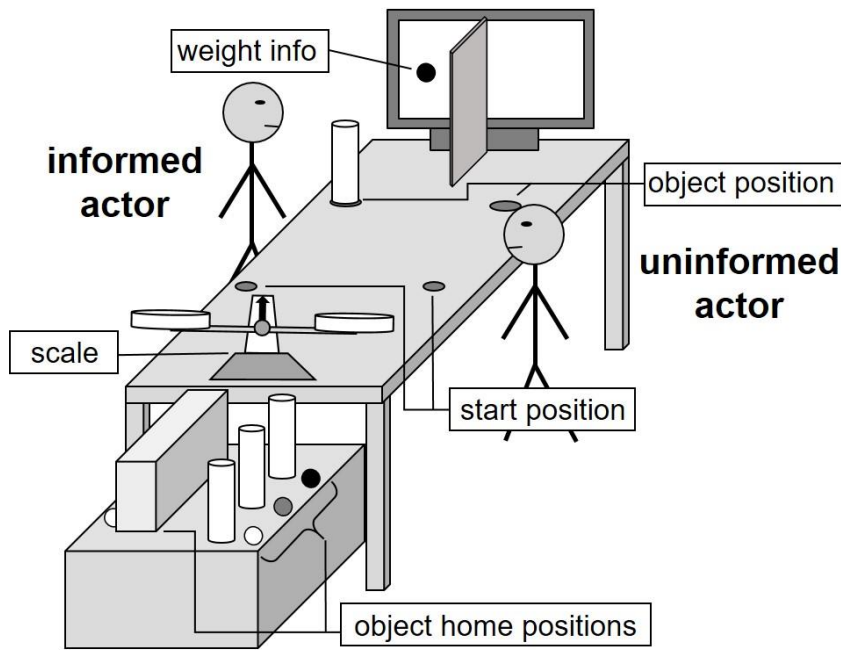 weight info
informed
actor
object position
uninformed
actor
scale
start position
object home positions